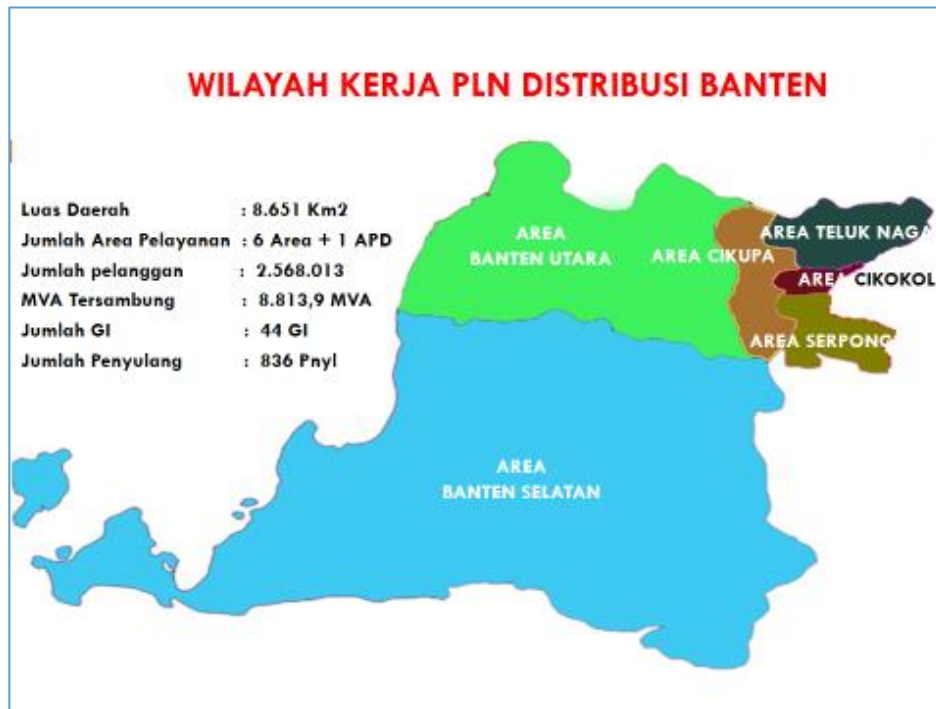 WILAYAH KERJA PLN DISTRIBUSI BANTEN
Luas Daerah : 8.651 Km2
Jumlah Area Pelayanan : 6 Area + 1 APD
Jumlah pelanggan : 2.568.013
MVA Tersambung : 8.813,9 MVA
Jumlah GI : 44 GI
Jumlah Penyulang : 836 Pnyl
AREA
BANTEN UTARA
AREA CIKUPA
AREA TELUK NAGA
AREA CIKOKOL
AREA SERPONG
AREA
BANTEN SELATAN